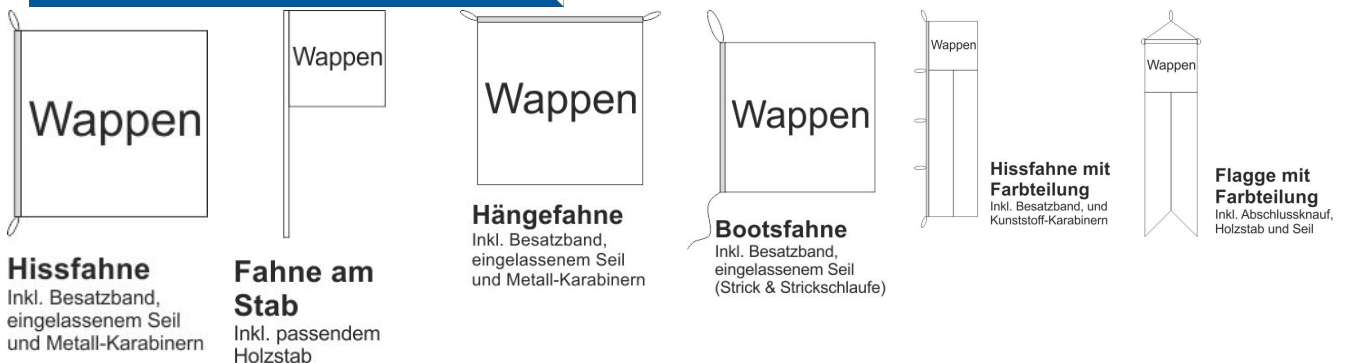 Wappen
Hissfahne
Inkl. Besatzband,
eingelassenem Seil
und Metall-Karabinern
Wappen
Fahne am
Stab
Inkl. passendem
Holzstab
Wappen
Hängefahne
Inkl. Besatzband,
eingelassenem Seil
und Metall-Karabinern
Wappen
Bootsfahne
Inkl. Besatzband,
eingelassenem Seil
(Strick & Strickschlaufe)
Wappen
Hissfahne mit
Farbteilung
Inkl. Besatzband, und
Kunststoff-Karabinern
Wappen
Flagge mit
Farbteilung
Inkl. Abschlussknauf,
Holzstab und Seil